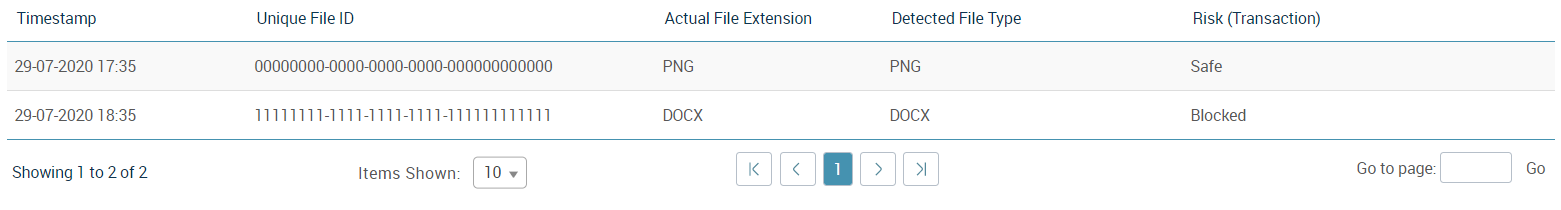 Timestamp Unique File ID Actual File Extension Detected File Type Risk (Transaction)
29-07-2020 17:35 00000000-0000-0000-0000-000000000000 PNG PNG Safe
29-07-2020 18:35 11111111-1111-1111-1111-111111111111 DOCX DOCX Blocked
Showing 1 to 2 of 2 Items Shown: 10 1 Go to page: Go